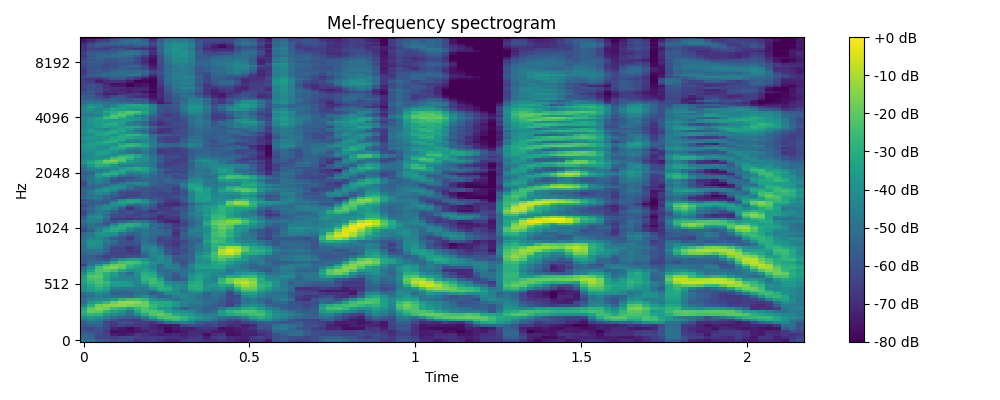 Mel-frequency spectrogram
Hz
8192
4096
2048
1024
512
0
0
0.5
1
1.5
2
Time
+0 dB
-10 dB
-20 dB
-30 dB
-40 dB
-50 dB
-60 dB
-70 dB
-80 dB